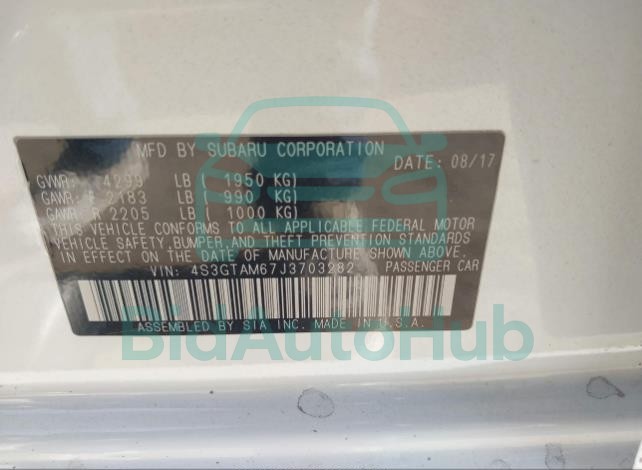 MFD BY SUBARU CORPORATION
DATE: 08/17
GVWR: 4299 LB ( 1950 KG)
GAWR: F 2183 LB ( 990 KG)
GAWR: R 2205 LB ( 1000 KG)
THIS VEHICLE CONFORMS TO ALL APPLICABLE FEDERAL MOTOR
VEHICLE SAFETY, BUMPER, AND THEFT PREVENTION STANDARDS
IN EFFECT ON THE DATE OF MANUFACTURE SHOWN ABOVE.
VIN: 4S3GTAM67J3703282 PASSENGER CAR
ASSEMBLED BY SIA INC. MADE IN U.S.A.
BidAutoHub